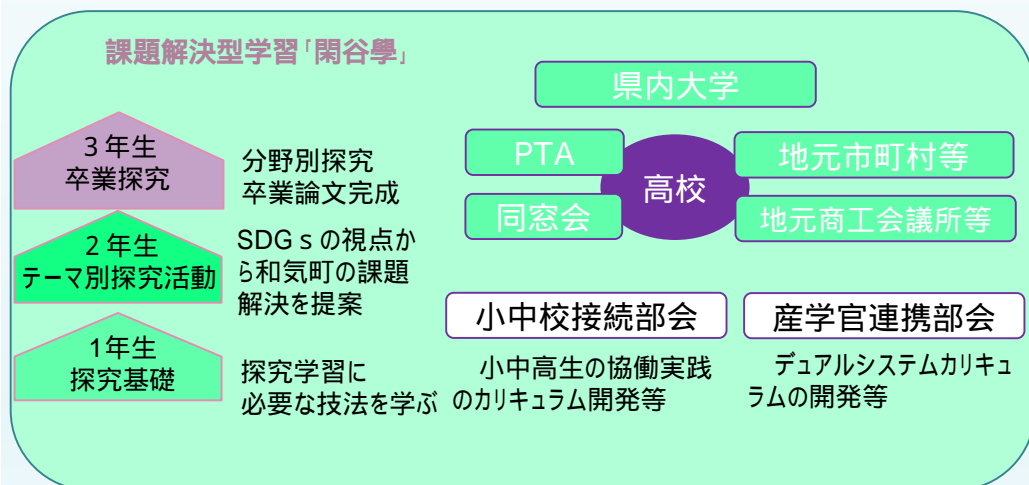 課題解決型学習「閑谷學」
3年生
卒業探究
分野別探究
卒業論文完成
2年生
テーマ別探究活動
SDGsの視点か
ら和気町の課題
解決を提案
1年生
探究基礎
探究学習に
必要な技法を学ぶ
県内大学
PTA
同窓会
高校
地元市町村等
地元商工会議所等
小中校接続部会
小中高生の協働実践
のカリキュラム開発等
産学官連携部会
デュアルシステムカリキュ
ラムの開発等